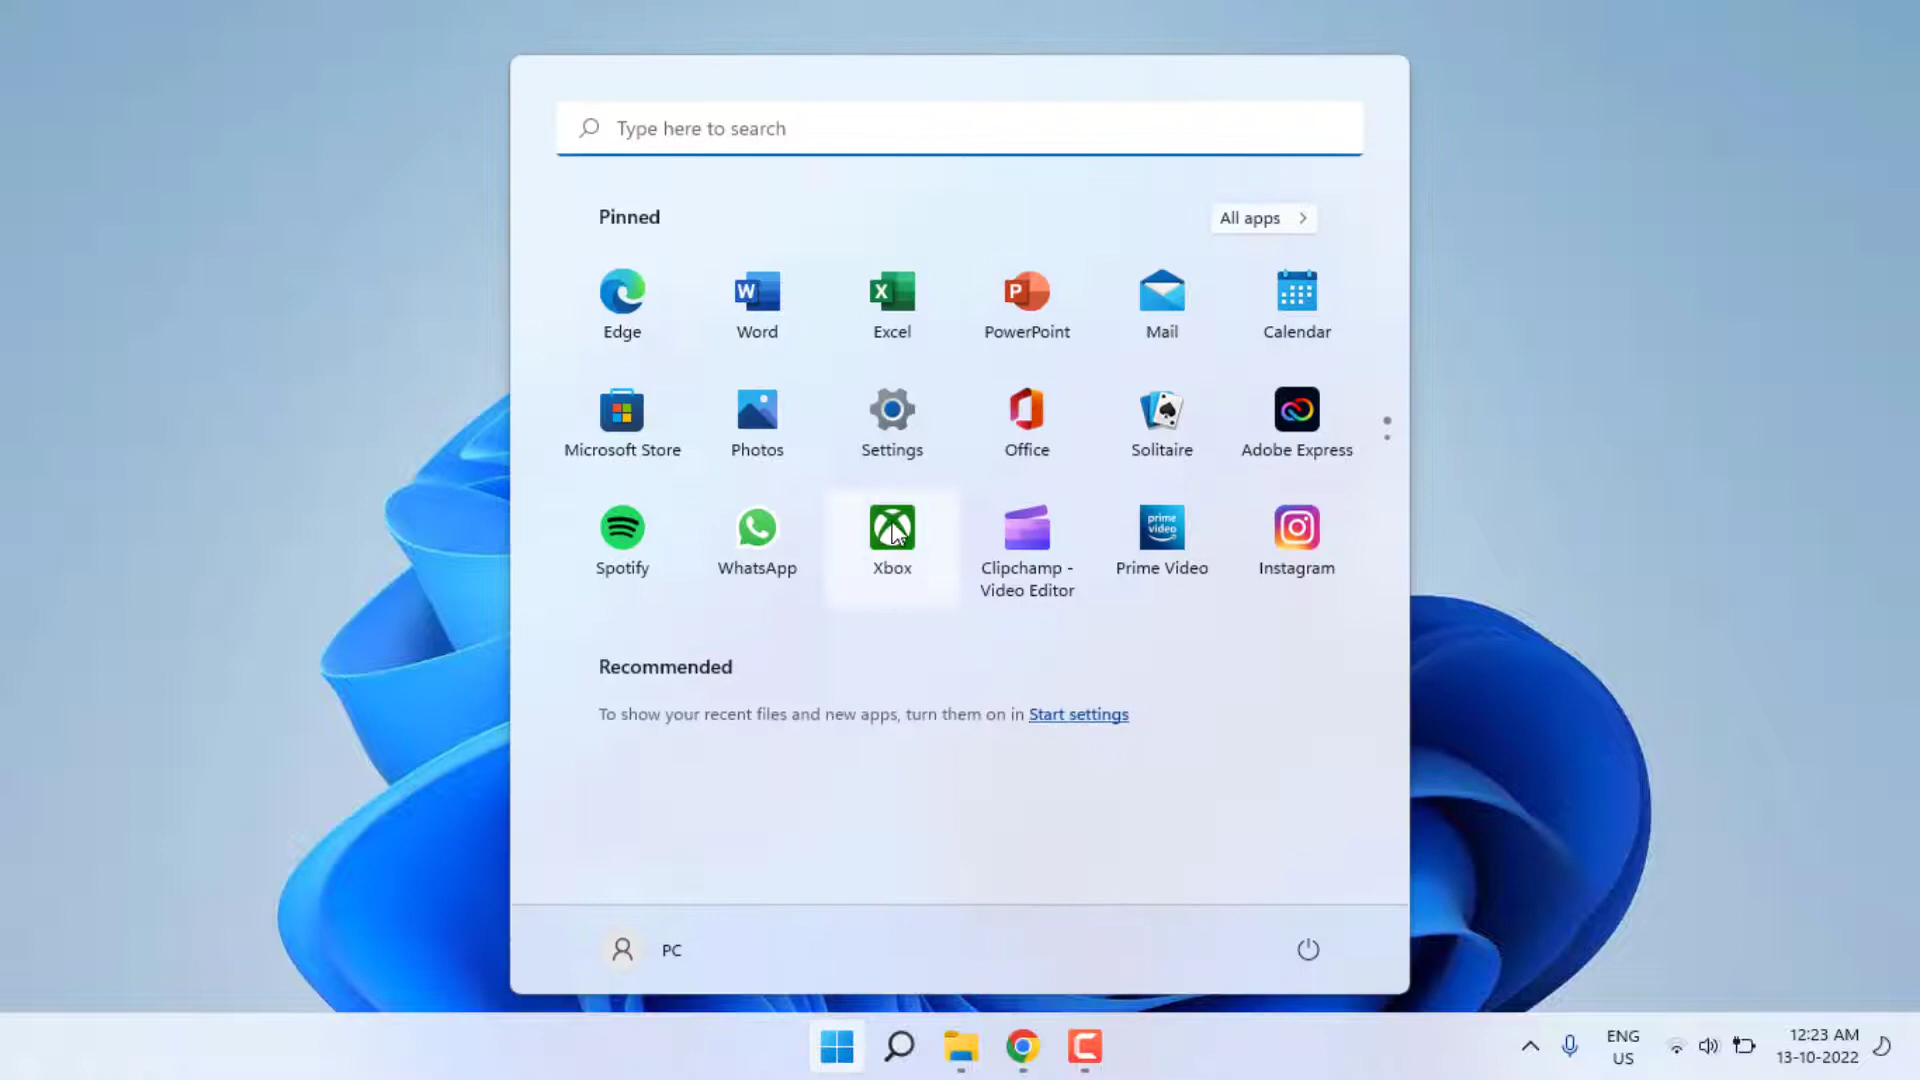 Type here to search
Pinned
All apps
Edge
Word
Excel
PowerPoint
Mail
Calendar
Microsoft Store
Photos
Settings
Office
Solitaire
Adobe Express
prime
video
Spotify
WhatsApp
Xbox
Clipchamp -
Video Editor
Prime Video
Instagram
Recommended
To show your recent files and new apps, turn them on in Start settings
PC
ENG
US
12:23 AM
13-10-2022